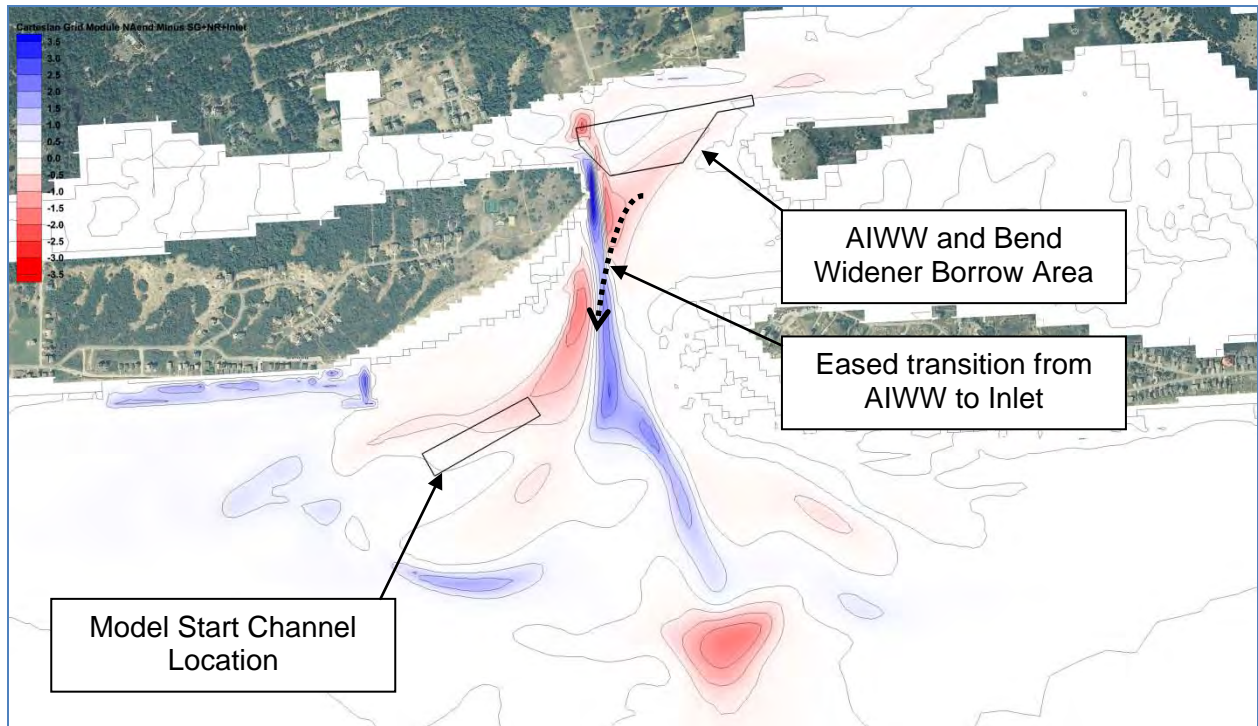 Cartesian Grid Module NAend Minus SG+NR+Inlet
3.5
3.0
2.5
2.0
1.5
1.0
0.5
0.0
-0.5
-1.0
-1.5
-2.0
-2.5
-3.0
-3.5
AIWW and Bend
Widener Borrow Area
Eased transition from
AIWW to Inlet
Model Start Channel
Location